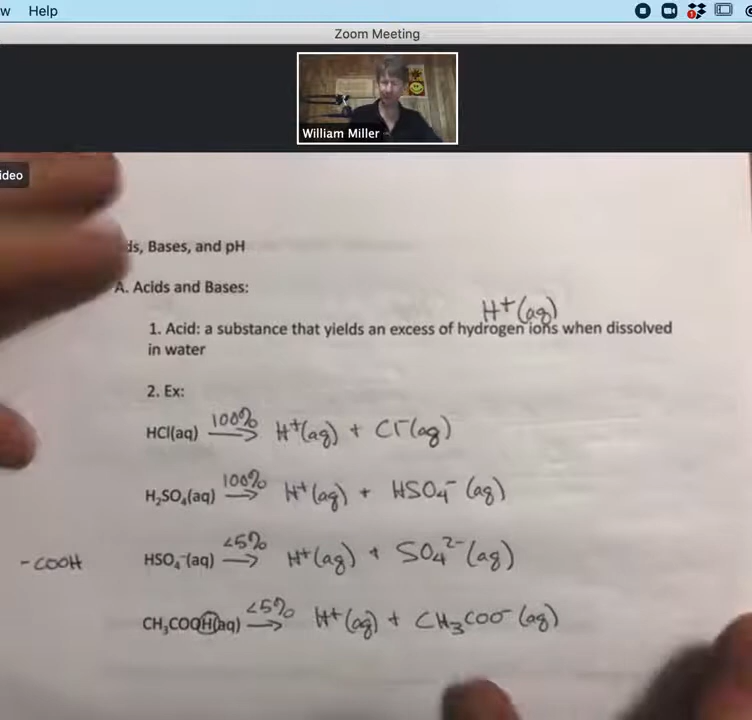 w Help
Zoom Meeting
William Miller
ideo
ds, Bases, and pH
A. Acids and Bases:
H⁺(aq)
1. Acid: a substance that yields an excess of hydrogen ions when dissolved
in water
2. Ex:
HCl(aq) 100% → H⁺(aq) + Cl⁻(aq)
H₂SO₄(aq) 100% → H⁺(aq) + HSO₄⁻(aq)
-COOH HSO₄⁻(aq) <5% → H⁺(aq) + SO₄²⁻(aq)
CH₃COOH(aq) <5% → H⁺(aq) + CH₃COO⁻(aq)